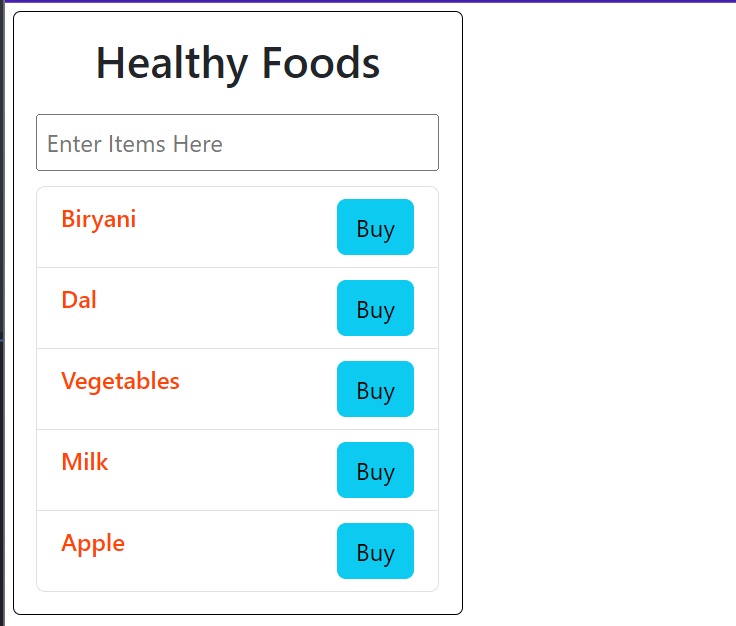 Healthy Foods
Enter Items Here
Biryani Buy
Dal Buy
Vegetables Buy
Milk Buy
Apple Buy